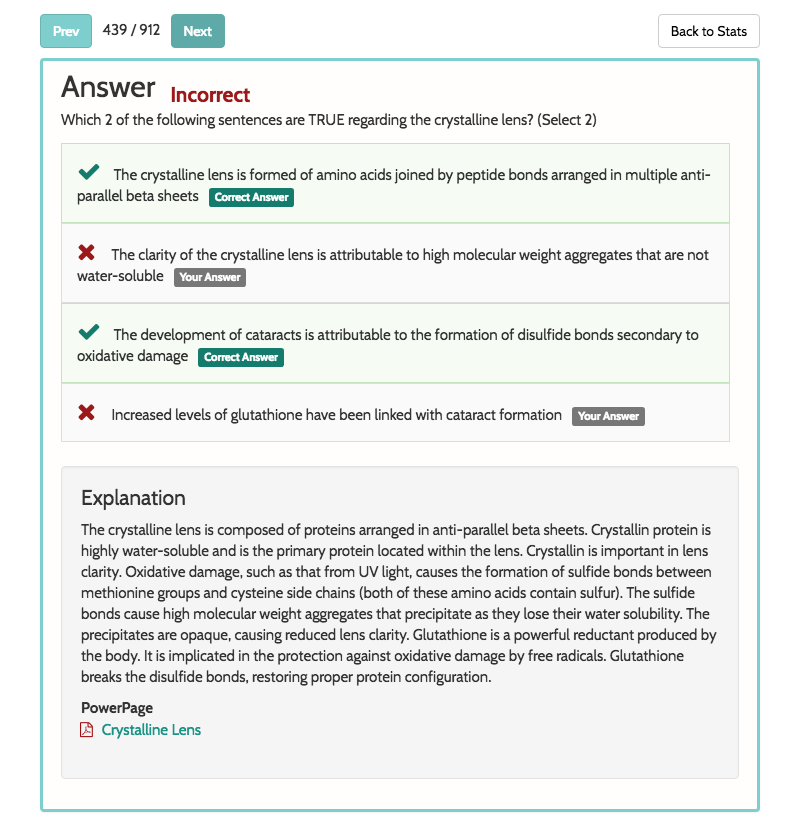 Prev 439 / 912 Next Back to Stats
Answer Incorrect
Which 2 of the following sentences are TRUE regarding the crystalline lens? (Select 2)
The crystalline lens is formed of amino acids joined by peptide bonds arranged in multiple anti-
parallel beta sheets Correct Answer
The clarity of the crystalline lens is attributable to high molecular weight aggregates that are not
water-soluble Your Answer
The development of cataracts is attributable to the formation of disulfide bonds secondary to
oxidative damage Correct Answer
Increased levels of glutathione have been linked with cataract formation Your Answer
Explanation
The crystalline lens is composed of proteins arranged in anti-parallel beta sheets. Crystallin protein is
highly water-soluble and is the primary protein located within the lens. Crystallin is important in lens
clarity. Oxidative damage, such as that from UV light, causes the formation of sulfide bonds between
methionine groups and cysteine side chains (both of these amino acids contain sulfur). The sulfide
bonds cause high molecular weight aggregates that precipitate as they lose their water solubility. The
precipitates are opaque, causing reduced lens clarity. Glutathione is a powerful reductant produced by
the body. It is implicated in the protection against oxidative damage by free radicals. Glutathione
breaks the disulfide bonds, restoring proper protein configuration.
PowerPage
Crystalline Lens